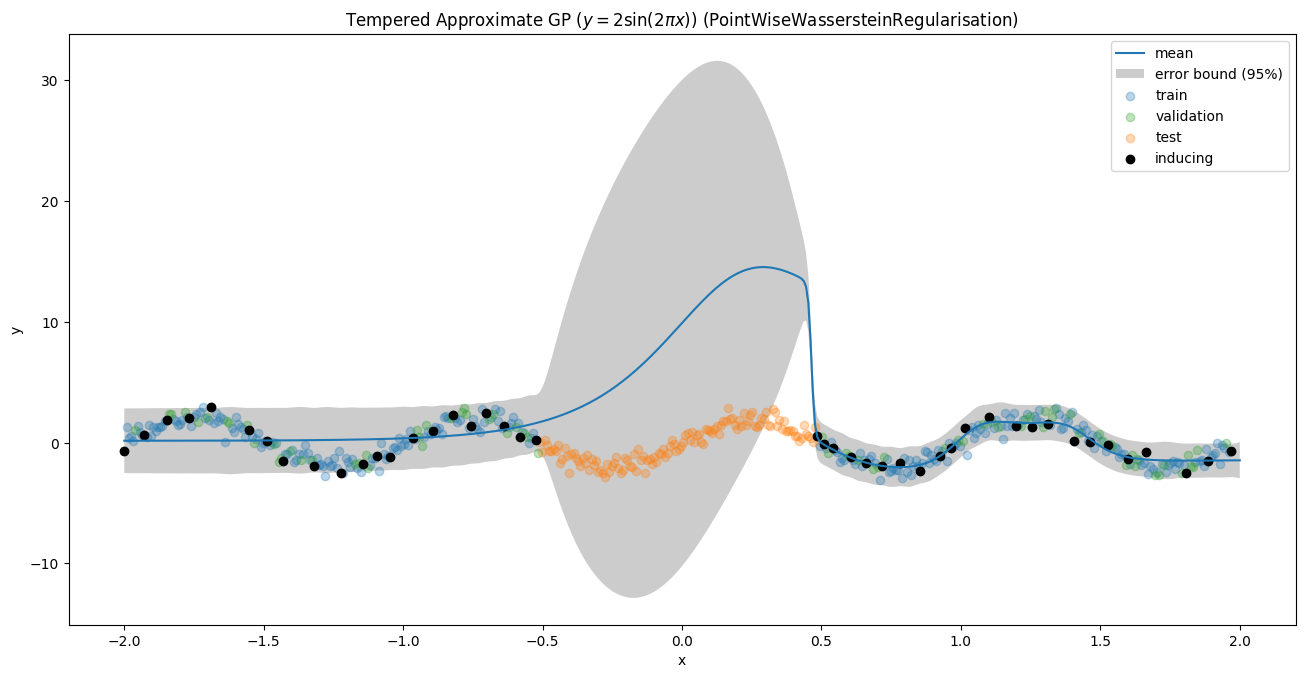 Tempered Approximate GP (y = 2sin(2πx)) (PointWiseWassersteinRegularisation)
mean
error bound (95%)
train
validation
test
inducing
30
20
10
0
−10
y
−2.0 −1.5 −1.0 −0.5 0.0 0.5 1.0 1.5 2.0
x